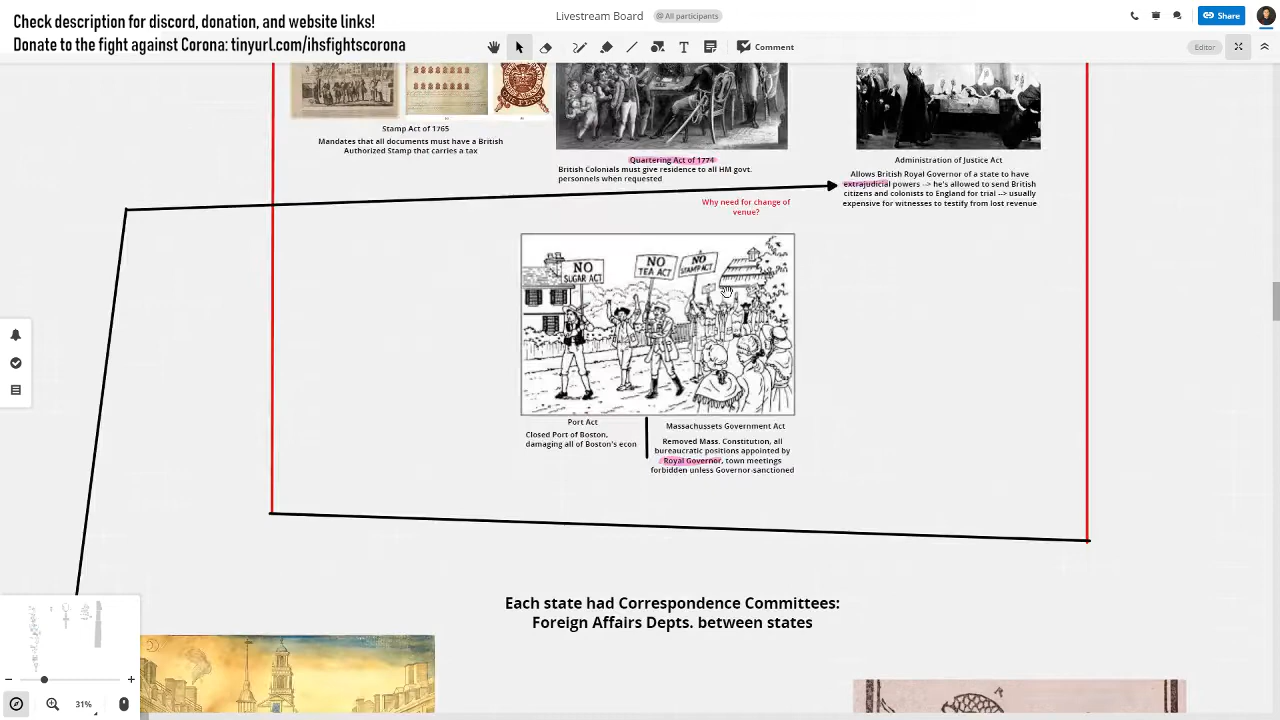 Check description for discord, donation, and website links!
Donate to the fight against Corona: tinyurl.com/ihsfightscorona
Livestream Board
@ All participants
Share
Comment
Editor
Stamp Act of 1765
Mandates that all documents must have a British
Authorized Stamp that carries a tax
Quartering Act of 1774
British Colonials must give residence to all HM govt.
personnels when requested
Administration of Justice Act
Allows British Royal Governor of a state to have
extrajudicial powers --> he's allowed to send British
citizens and colonists to England for trial --> usually
expensive for witnesses to testify from lost revenue
Why need for change of
venue?
NO
SUGAR ACT
NO
TEA ACT
NO
STAMP ACT
Port Act
Closed Port of Boston,
damaging all of Boston's econ
Massachussets Government Act
Removed Mass. Constitution, all
bureaucratic positions appointed by
Royal Governor, town meetings
forbidden unless Governor-sanctioned
Each state had Correspondence Committees:
Foreign Affairs Depts. between states
31%